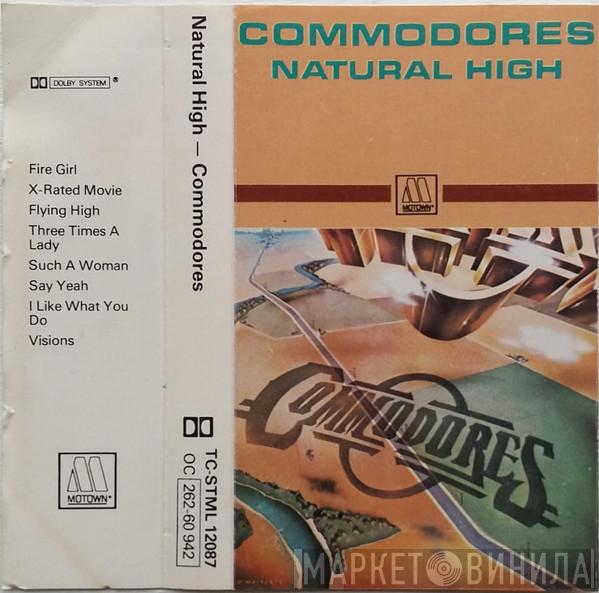 DOLBY SYSTEM ®
Fire Girl
X-Rated Movie
Flying High
Three Times A
Lady
Such A Woman
Say Yeah
I Like What You
Do
Visions
M
MOTOWN
Natural High — Commodores
TC-STML 12087
OC 262-60 942
COMMODORES
NATURAL HIGH
M
MOTOWN
COMMODORES
МАРКЕТ ВИНИЛА